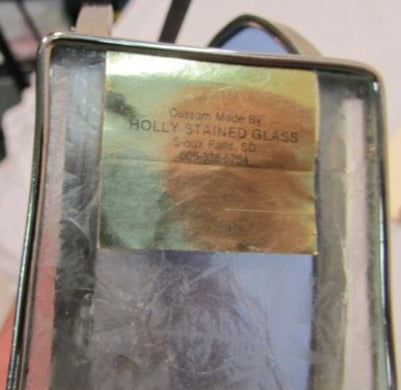 Custom Made By
HOLLY STAINED GLASS
Sioux Falls, SD